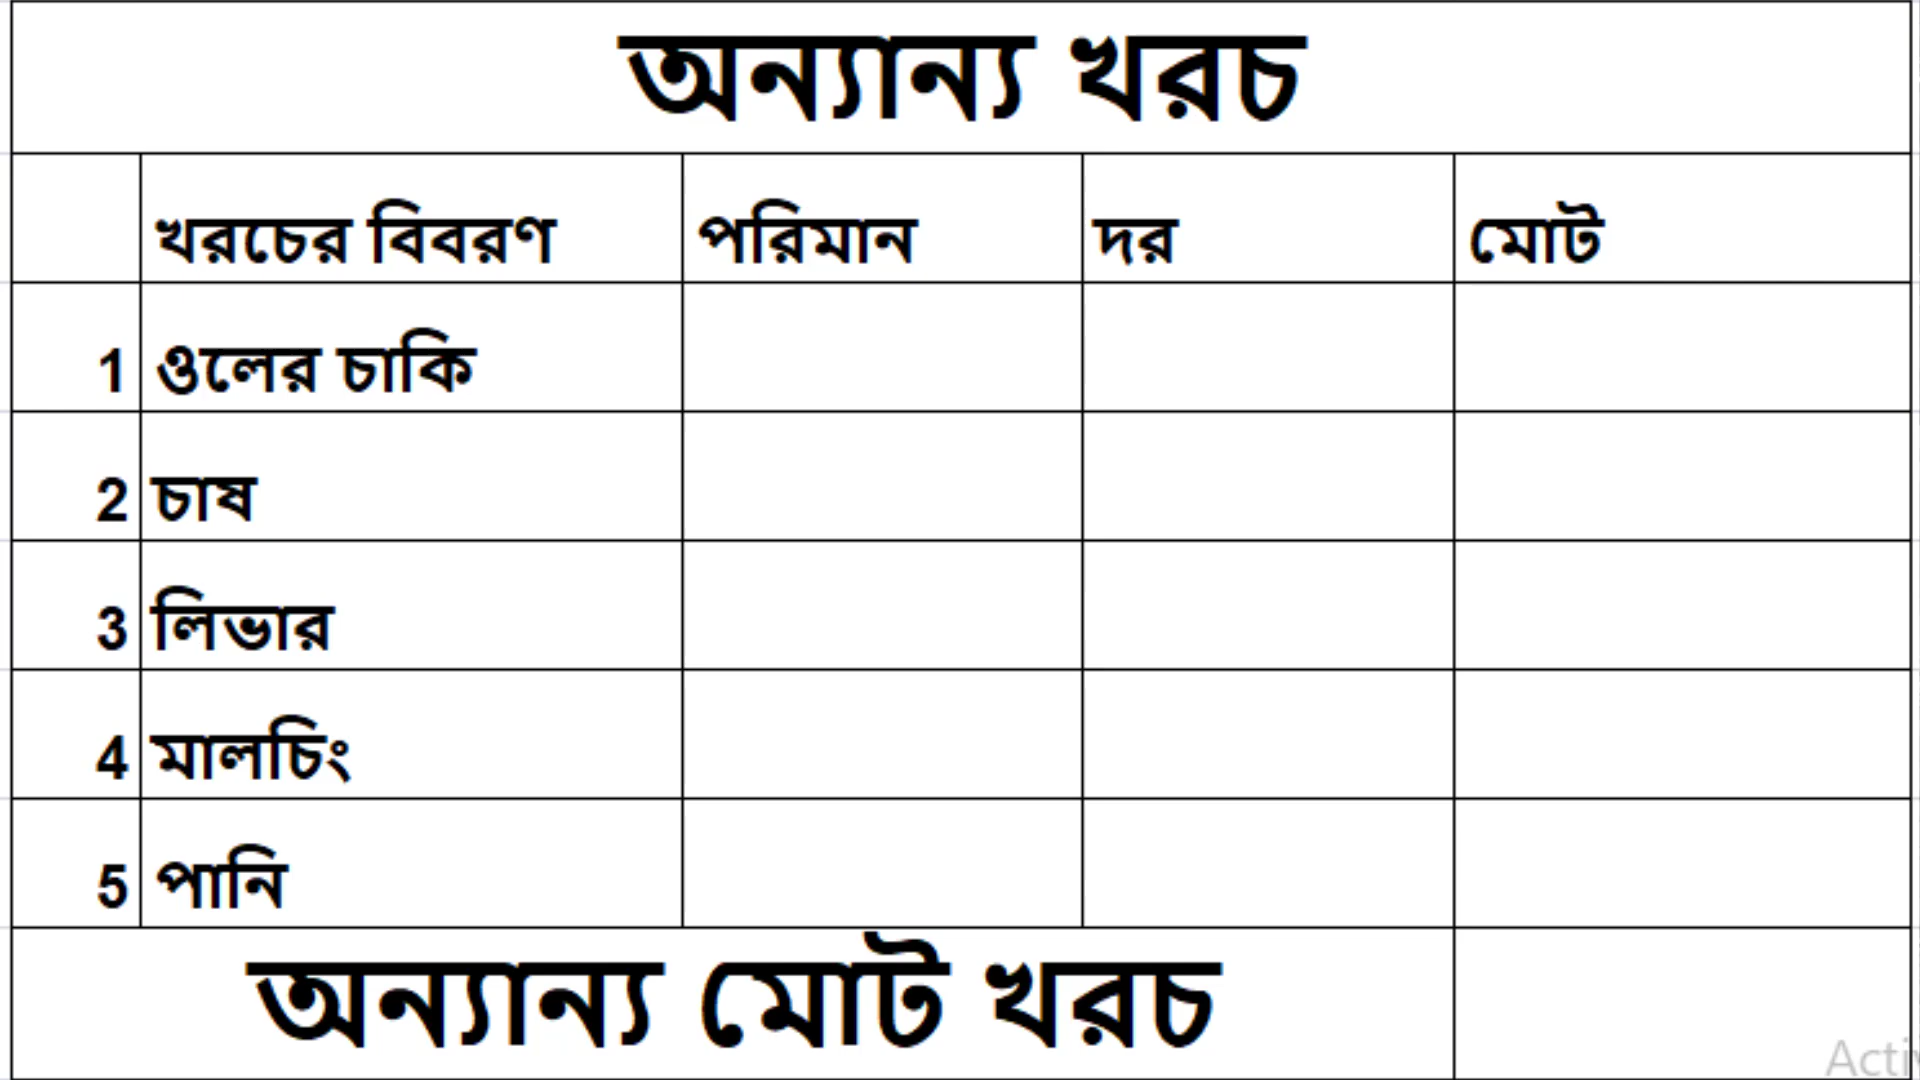 অন্যান্য খরচ
খরচের বিবরণ পরিমান দর মোট
1 ওলের চাকি
2 চাষ
3 লিভার
4 মালচিং
5 পানি
অন্যান্য মোট খরচ